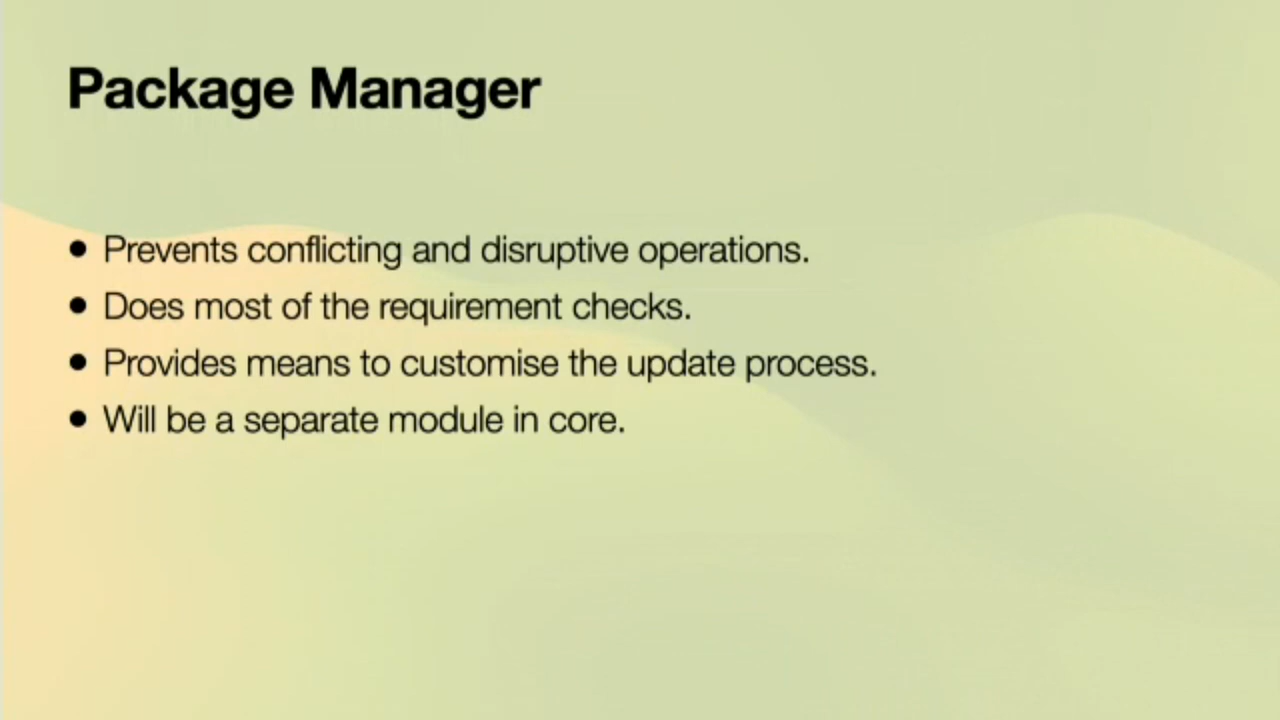 Package Manager
• Prevents conflicting and disruptive operations.
• Does most of the requirement checks.
• Provides means to customise the update process.
• Will be a separate module in core.